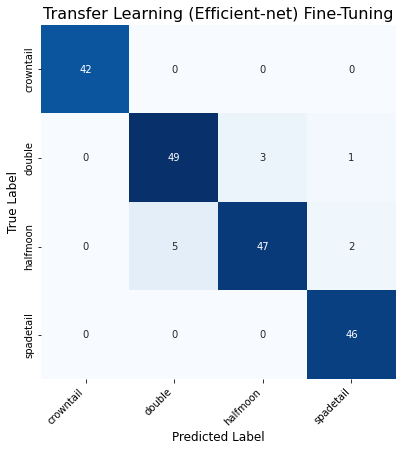 Transfer Learning (Efficient-net) Fine-Tuning
True Label
crowntail 42 0 0 0
double 0 49 3 1
halfmoon 0 5 47 2
spadetail 0 0 0 46
crowntail double halfmoon spadetail
Predicted Label